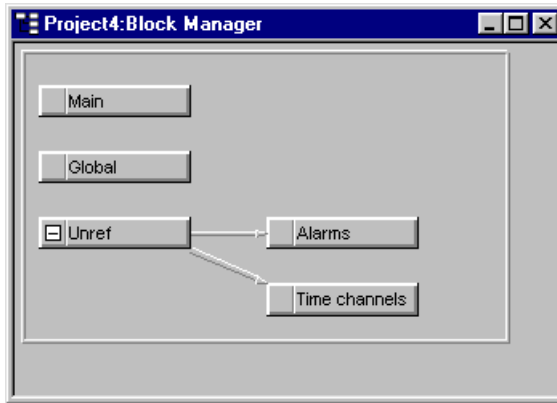 Project4:Block Manager
Main
Global
Unref
Alarms
Time channels